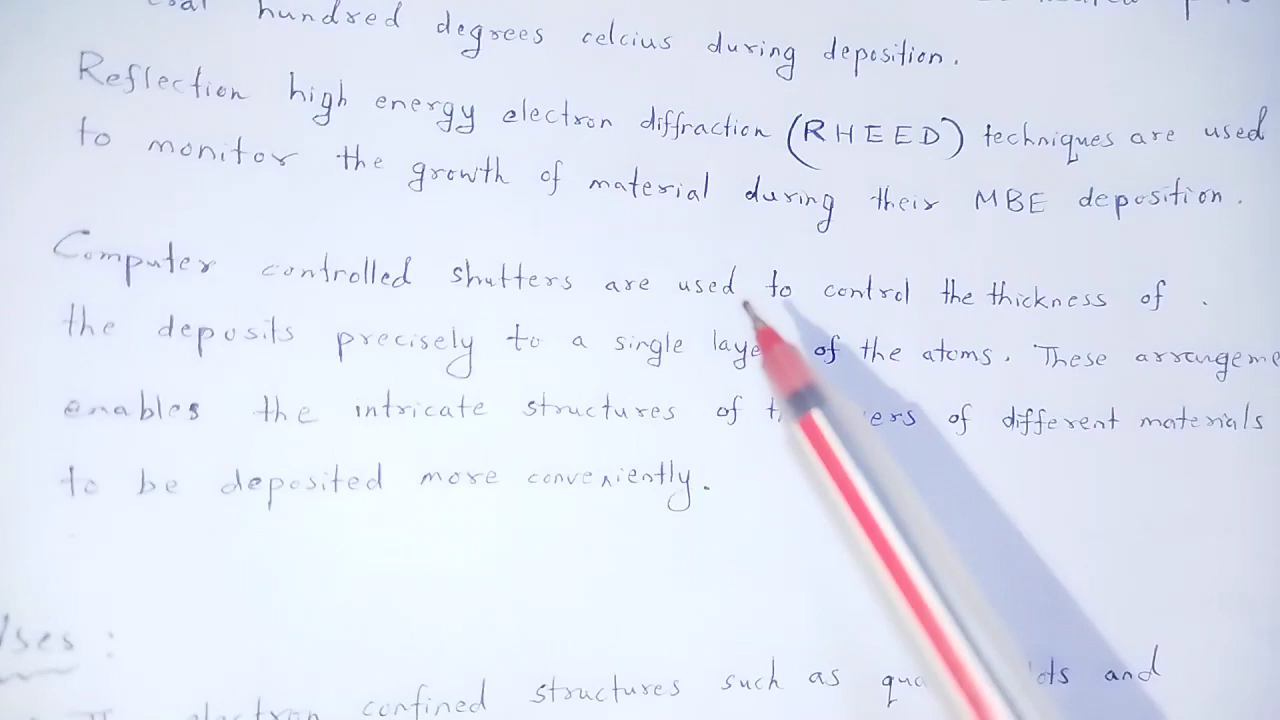 hundred degrees celcius during deposition.
Reflection high energy electron diffraction (RHEED) techniques are used
to monitor the growth of material during their MBE deposition.
Computer controlled shutters are used to control the thickness of .
the deposits precisely to a single laye of the atoms. These arrangeme
enables the intricate structures of of different materials
to be deposited more conveniently.
Uses :
electron confined structures such as and